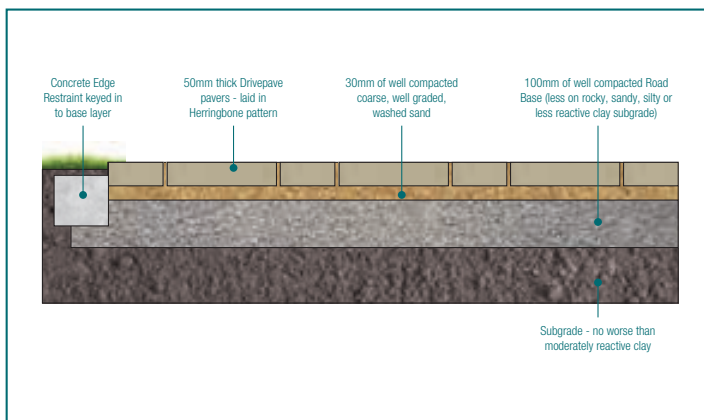 Concrete Edge
Restraint keyed in
to base layer
50mm thick Drivepave
pavers - laid in
Herringbone pattern
30mm of well compacted
coarse, well graded,
washed sand
100mm of well compacted Road
Base (less on rocky, sandy, silty or
less reactive clay subgrade)
Subgrade - no worse than
moderately reactive clay